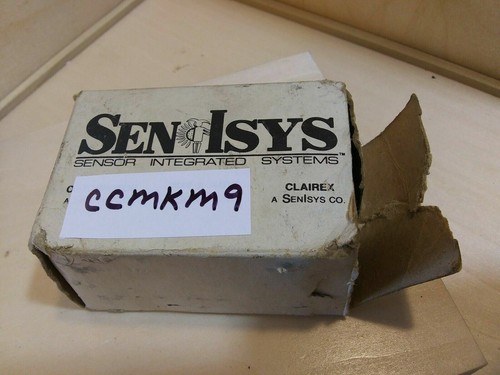 SENISYS
SENSOR INTEGRATED SYSTEMS™
C
A
ccmkm9
CLAIREX
A SENISYS CO.